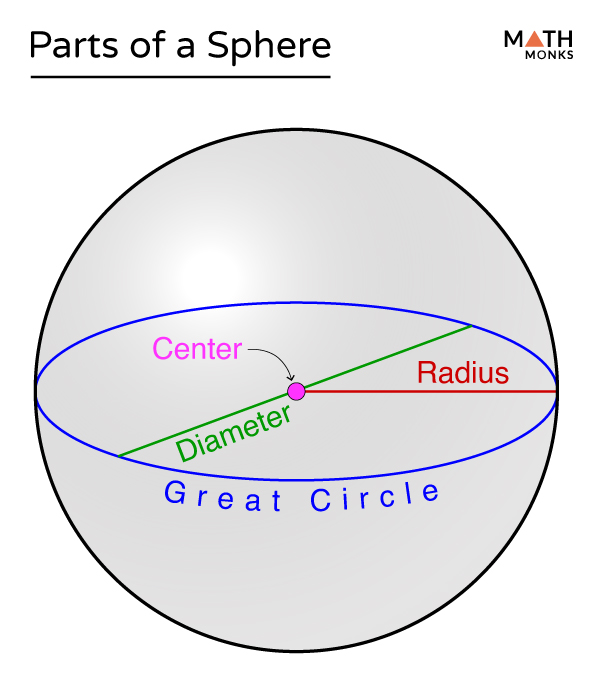 Parts of a Sphere
MATH
MONKS
Center
Radius
Diameter
Great Circle